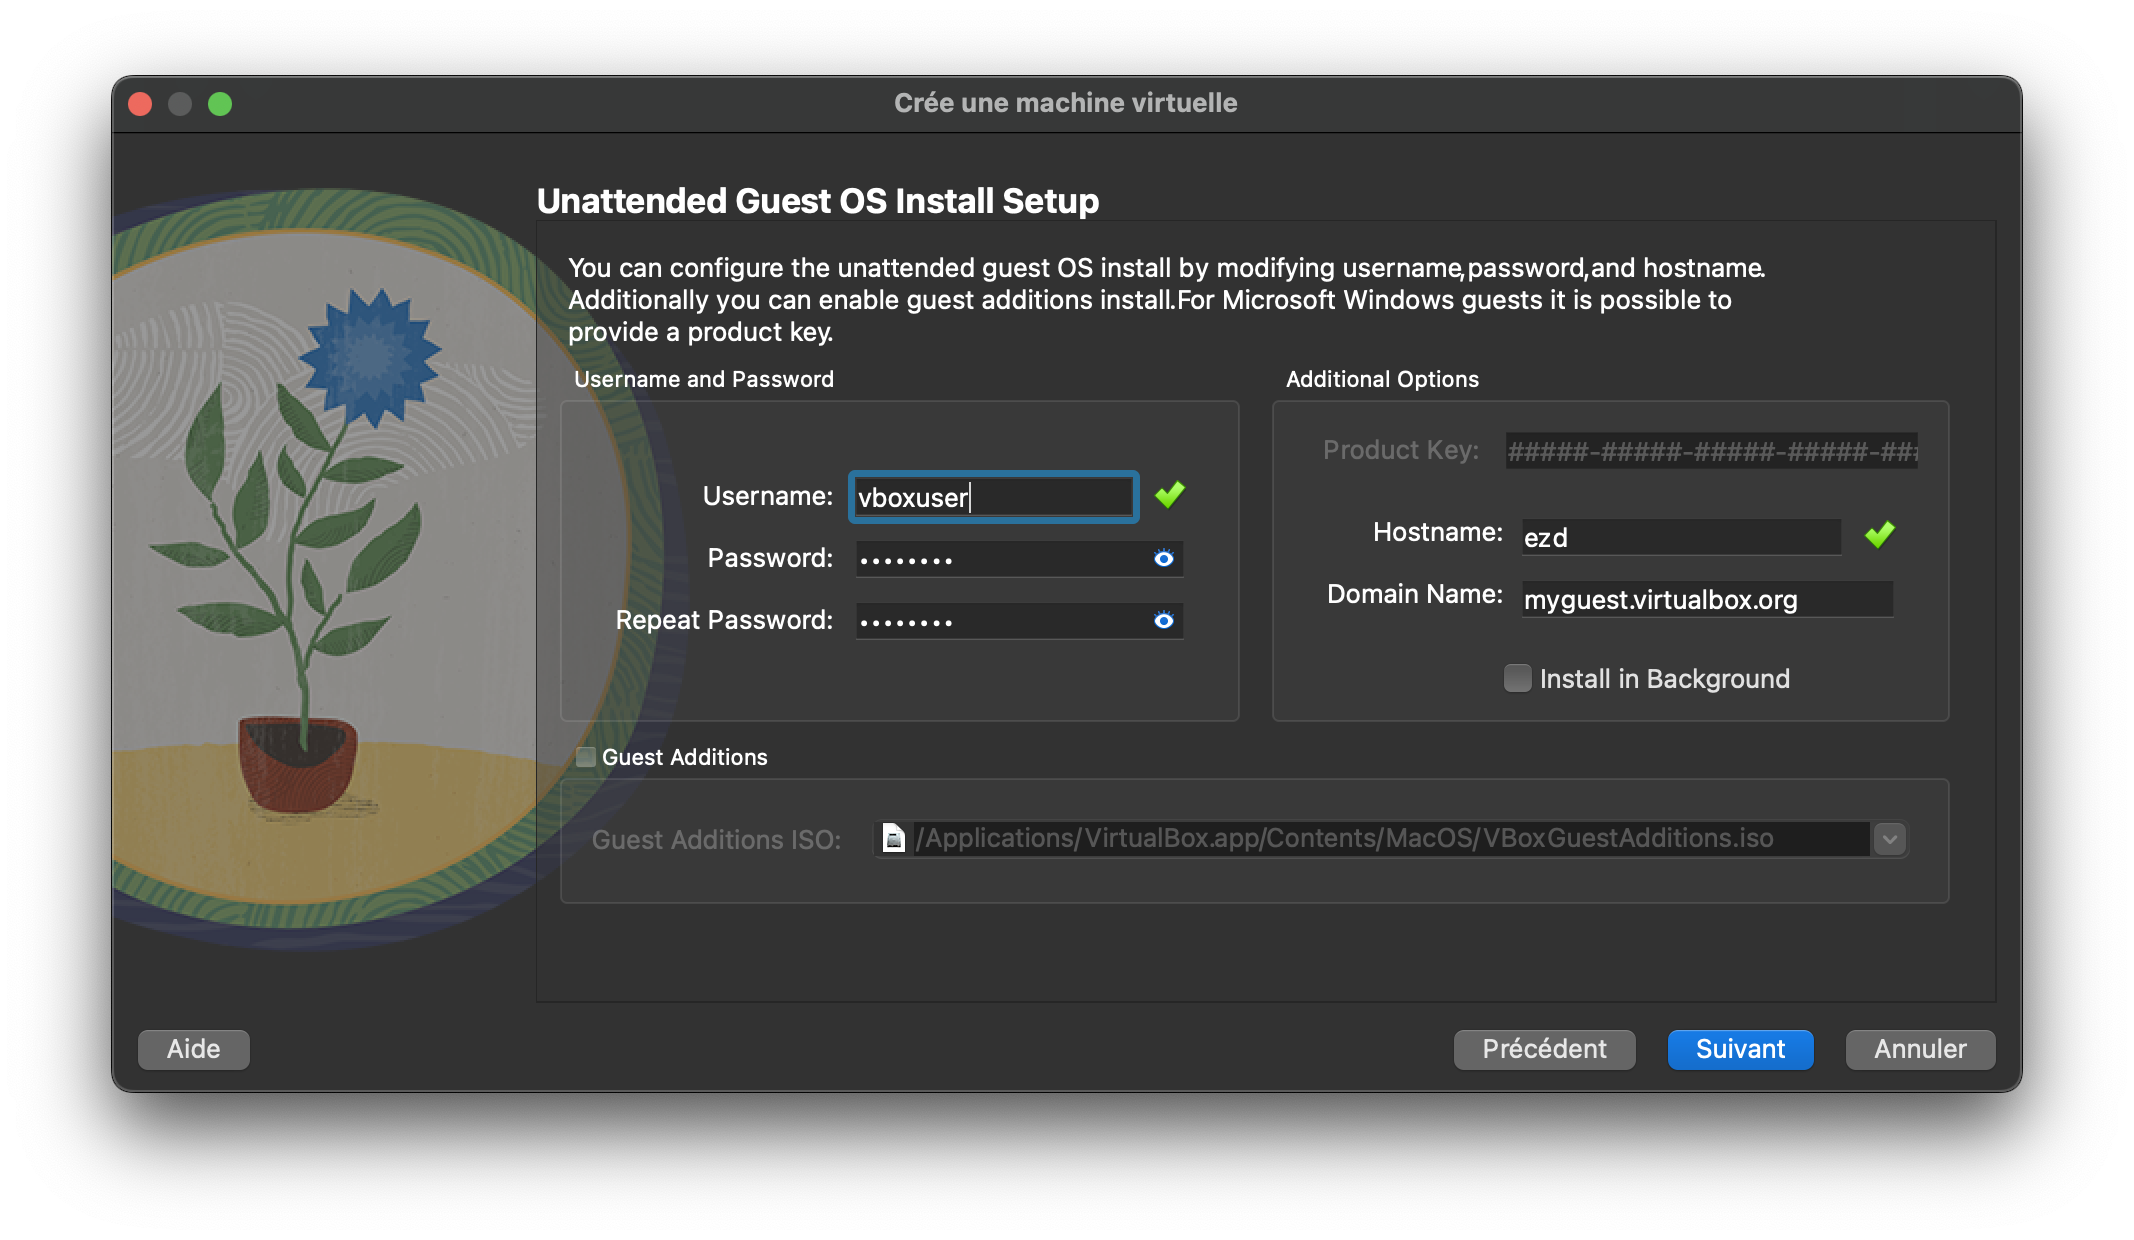 Crée une machine virtuelle
Unattended Guest OS Install Setup
You can configure the unattended guest OS install by modifying username,password,and hostname.
Additionally you can enable guest additions install.For Microsoft Windows guests it is possible to
provide a product key.
Username and Password
Username: vboxuser
Password: ••••••••
Repeat Password: ••••••••
Additional Options
Product Key: #####-#####-#####-#####-###
Hostname: ezd
Domain Name: myguest.virtualbox.org
Install in Background
Guest Additions
Guest Additions ISO: /Applications/VirtualBox.app/Contents/MacOS/VBoxGuestAdditions.iso
Aide
Précédent
Suivant
Annuler